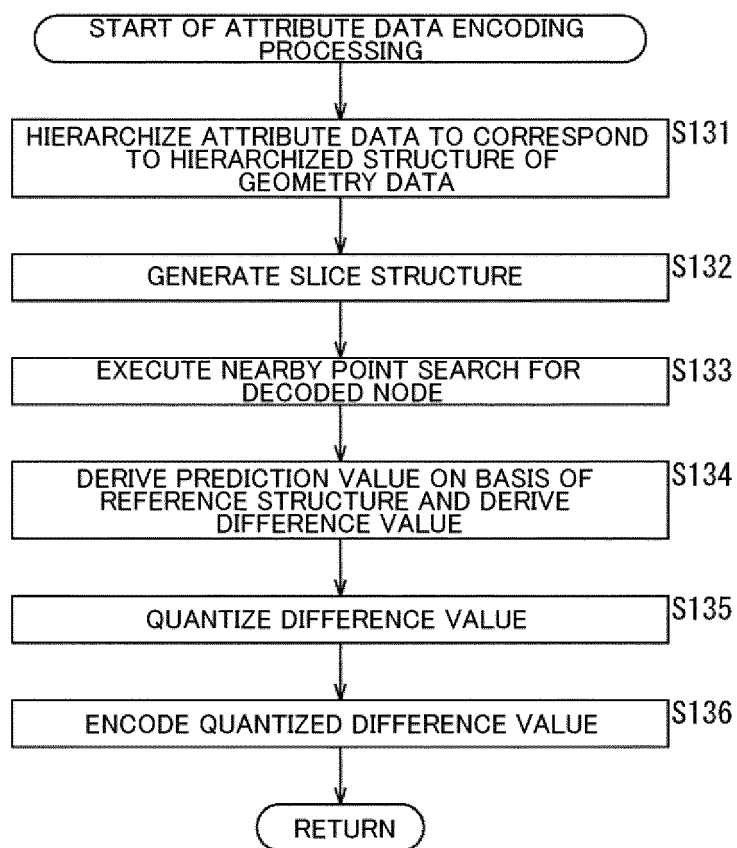 START OF ATTRIBUTE DATA ENCODING
PROCESSING
HIERARCHIZE ATTRIBUTE DATA TO CORRESPOND
TO HIERARCHIZED STRUCTURE OF
GEOMETRY DATA
S131
GENERATE SLICE STRUCTURE
S132
EXECUTE NEARBY POINT SEARCH FOR
DECODED NODE
S133
DERIVE PREDICTION VALUE ON BASIS OF
REFERENCE STRUCTURE AND DERIVE
DIFFERENCE VALUE
S134
QUANTIZE DIFFERENCE VALUE
S135
ENCODE QUANTIZED DIFFERENCE VALUE
S136
RETURN